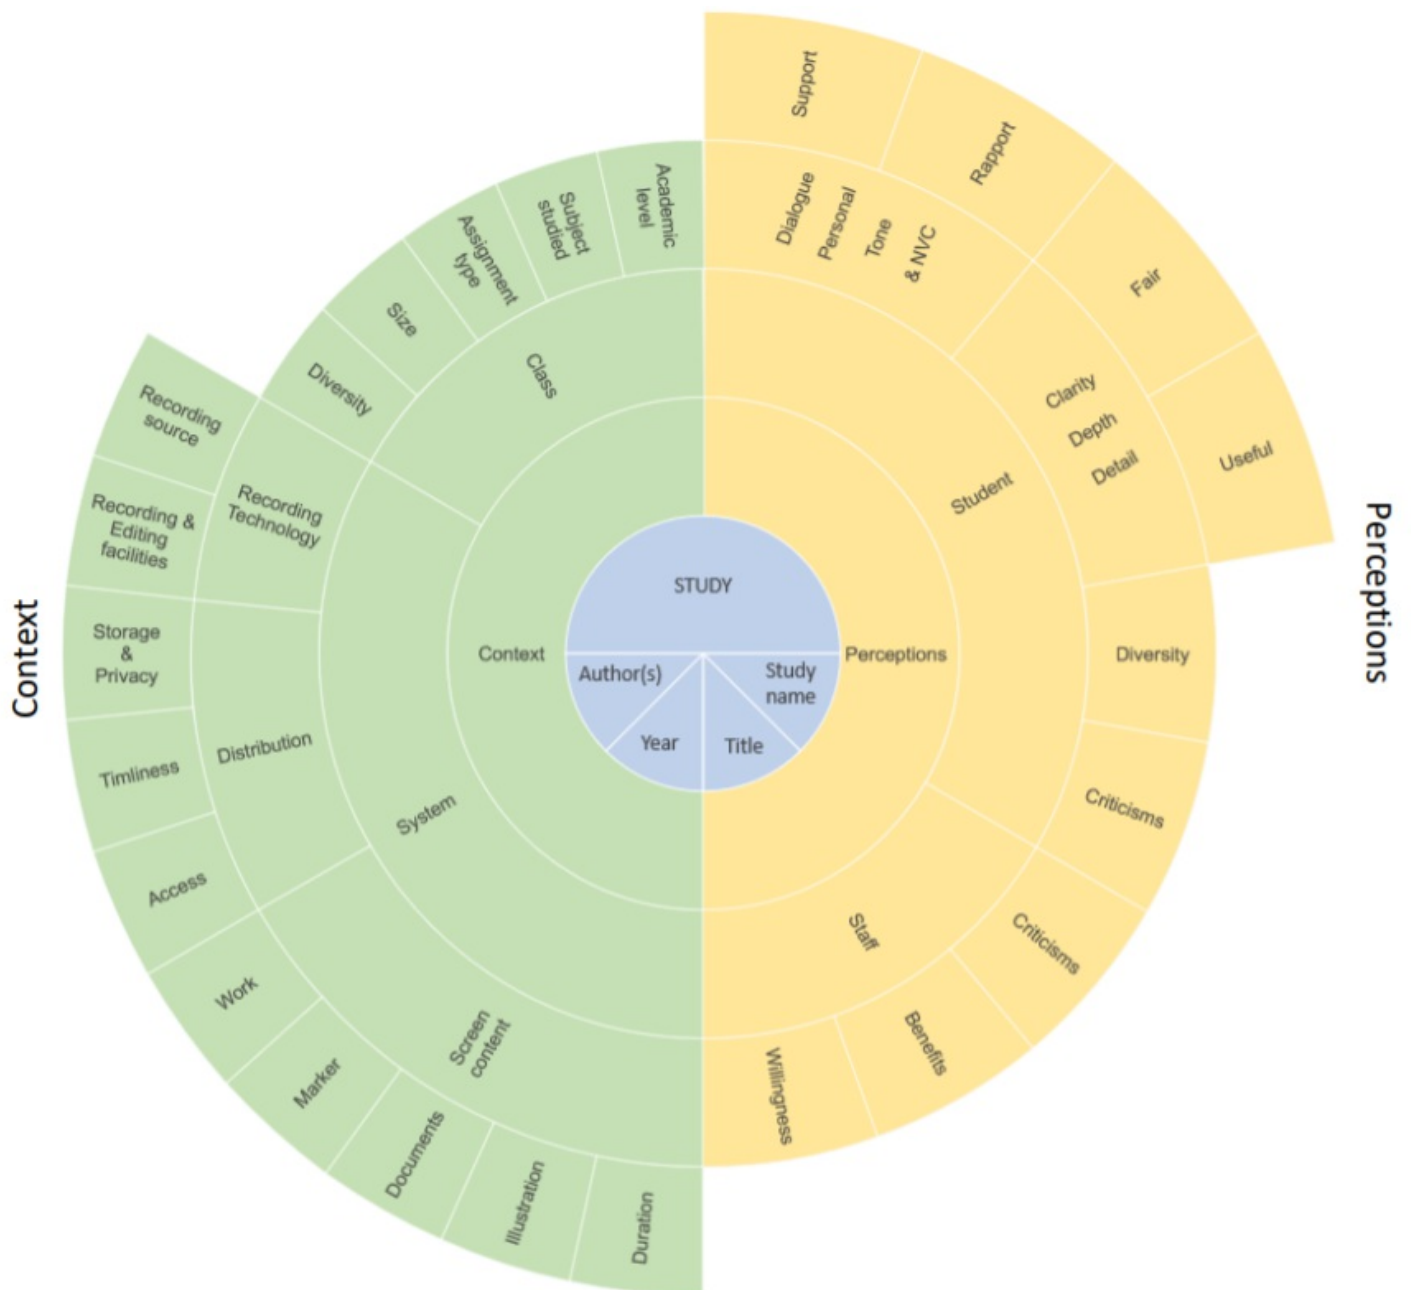 STUDY
Author(s)
Year
Title
Study
name
Context
Context
Class
Academic
level
Subject
studied
Assignment
type
Size
Diversity
System
Recording
Technology
Recording
source
Recording &
Editing
facilities
Distribution
Storage
&
Privacy
Timliness
Access
Screen
content
Work
Marker
Documents
Illustration
Duration
Perceptions
Perceptions
Student
Dialogue
Personal
Tone
& NVC
Support
Rapport
Clarity
Depth
Detail
Fair
Useful
Diversity
Criticisms
Staff
Criticisms
Benefits
Willingness